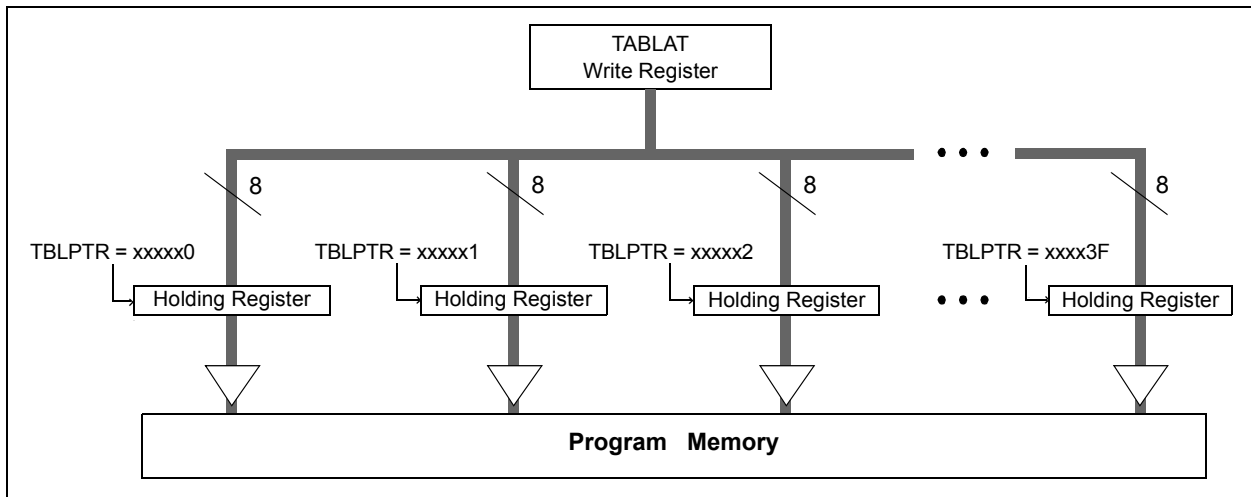 TABLAT
Write Register
• • •
8
8
8
8
TBLPTR = xxxxx0
TBLPTR = xxxxx1
TBLPTR = xxxxx2
TBLPTR = xxxx3F
Holding Register
Holding Register
Holding Register
• • •
Holding Register
Program Memory